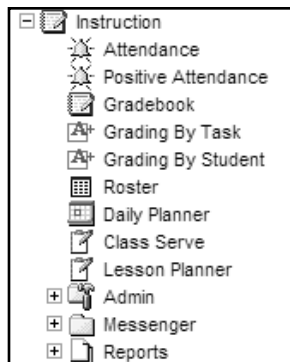 Instruction
Attendance
Positive Attendance
Gradebook
A+ Grading By Task
A+ Grading By Student
Roster
Daily Planner
Class Serve
Lesson Planner
Admin
Messenger
Reports